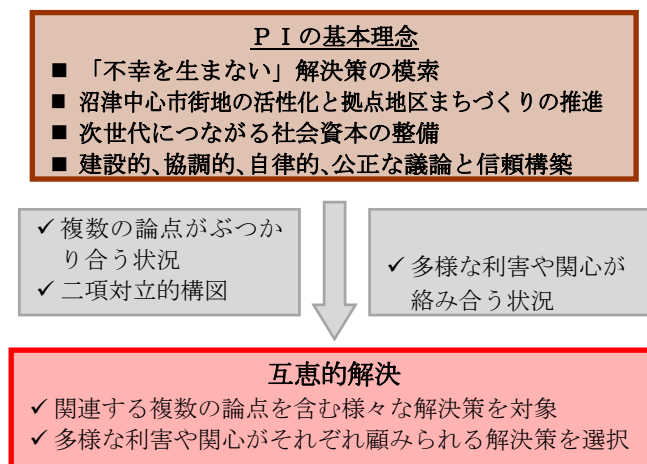 ＰＩの基本理念
■ 「不幸を生まない」解決策の模索
■ 沼津中心市街地の活性化と拠点地区まちづくりの推進
■ 次世代につながる社会資本の整備
■ 建設的､協調的､自律的､公正な議論と信頼構築
✓ 複数の論点がぶつか
り合う状況
✓ 二項対立的構図
✓ 多様な利害や関心が
絡み合う状況
互恵的解決
✓ 関連する複数の論点を含む様々な解決策を対象
✓ 多様な利害や関心がそれぞれ顧みられる解決策を選択